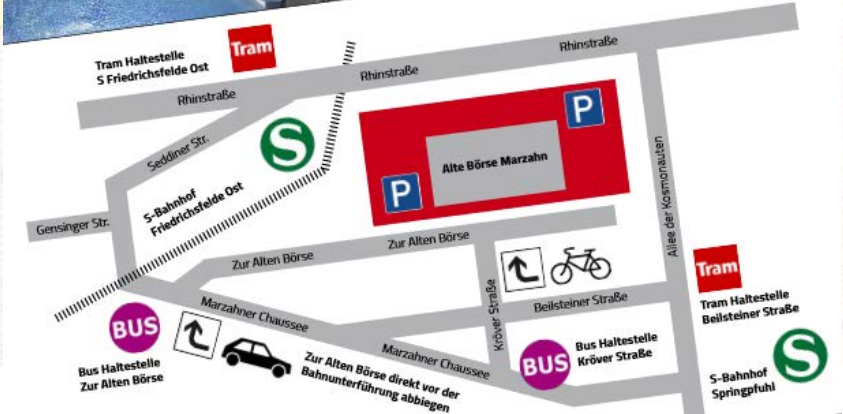 Tram Haltestelle
S Friedrichsfelde Ost
Tram
Rhinstraße
Rhinstraße
Rhinstraße
Seddiner Str.
S
S-Bahnhof
Friedrichsfelde Ost
Gensinger Str.
P
Alte Börse Marzahn
P
Allee der Kosmonauten
Zur Alten Börse
Zur Alten Börse
Kröver Straße
Beilsteiner Straße
Tram
Tram Haltestelle
Beilsteiner Straße
Marzahner Chaussee
Marzahner Chaussee
BUS
Bus Haltestelle
Zur Alten Börse
Zur Alten Börse direkt vor der
Bahnunterführung abbiegen
BUS
Bus Haltestelle
Kröver Straße
S-Bahnhof
Springpfuhl
S